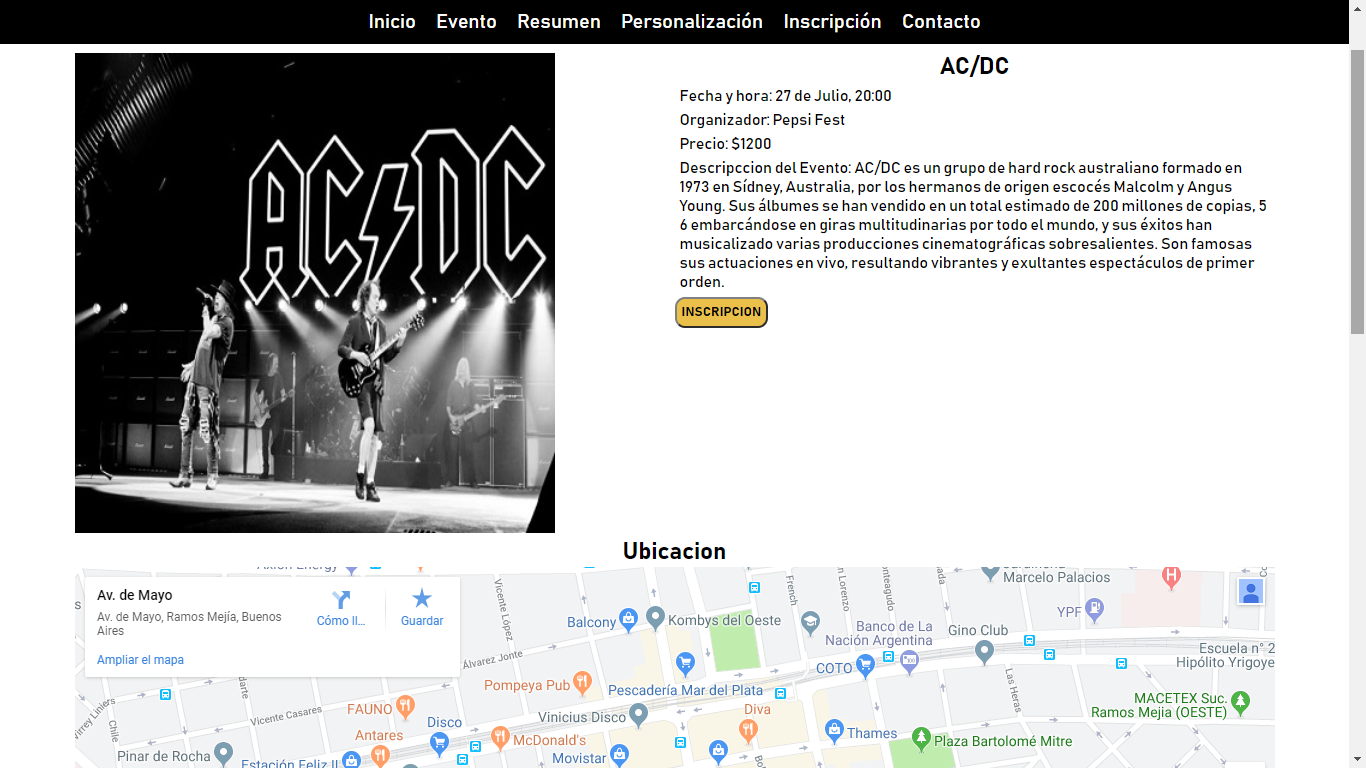 Inicio Evento Resumen Personalización Inscripción Contacto
AC/DC
AC/DC
Fecha y hora: 27 de Julio, 20:00
Organizador: Pepsi Fest
Precio: $1200
Descripccion del Evento: AC/DC es un grupo de hard rock australiano formado en
1973 en Sídney, Australia, por los hermanos de origen escocés Malcolm y Angus
Young. Sus álbumes se han vendido en un total estimado de 200 millones de copias, 5
6 embarcándose en giras multitudinarias por todo el mundo, y sus éxitos han
musicalizado varias producciones cinematográficas sobresalientes. Son famosas
sus actuaciones en vivo, resultando vibrantes y exultantes espectáculos de primer
orden.
INSCRIPCION
Ubicacion
Av. de Mayo
Av. de Mayo, Ramos Mejía, Buenos
Aires
Cómo ll...
Guardar
Ampliar el mapa
Axion Energy
Vicente López
French
San Lorenzo
Marcelo Palacios
H
YPF
Balcony
Kombys del Oeste
Banco de La
Nación Argentina
Gino Club
Escuela n° 2
Hipólito Yrigoye
Álvarez Jonte
COTO
Pompeya Pub
Pescadería Mar del Plata
Las Heras
MACETEX Suc.
Ramos Mejia (OESTE)
Chile
Vicente Casares
FAUNO
Diva
Vinicius Disco
Disco
Antares
McDonald's
Thames
Plaza Bartolomé Mitre
Pinar de Rocha
Estación Feliz II
Movistar